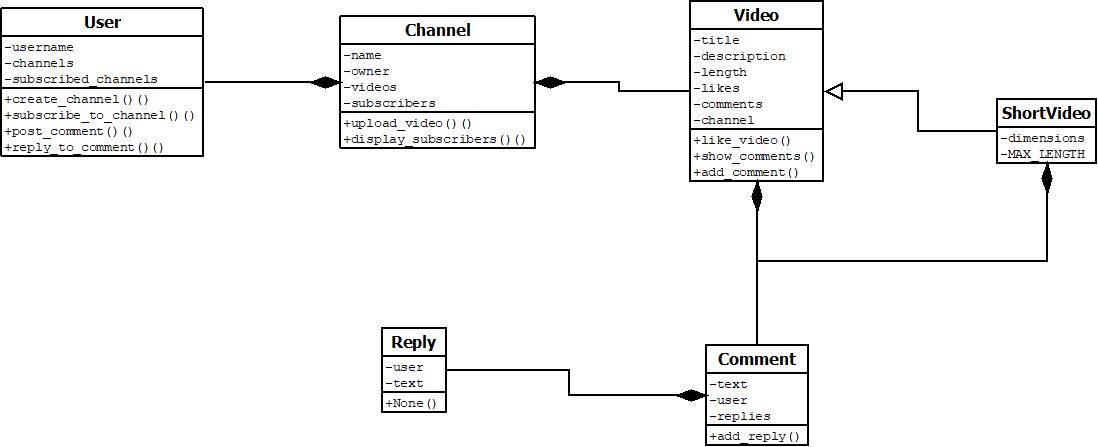 User
-username
-channels
-subscribed_channels
+create_channel()()
+subscribe_to_channel()()
+post_comment()()
+reply_to_comment()()
Channel
-name
-owner
-videos
-subscribers
+upload_video()()
+display_subscribers()()
Video
-title
-description
-length
-likes
-comments
-channel
+like_video()
+show_comments()
+add_comment()
ShortVideo
-dimensions
-MAX_LENGTH
Reply
-user
-text
+None()
Comment
-text
-user
-replies
+add_reply()